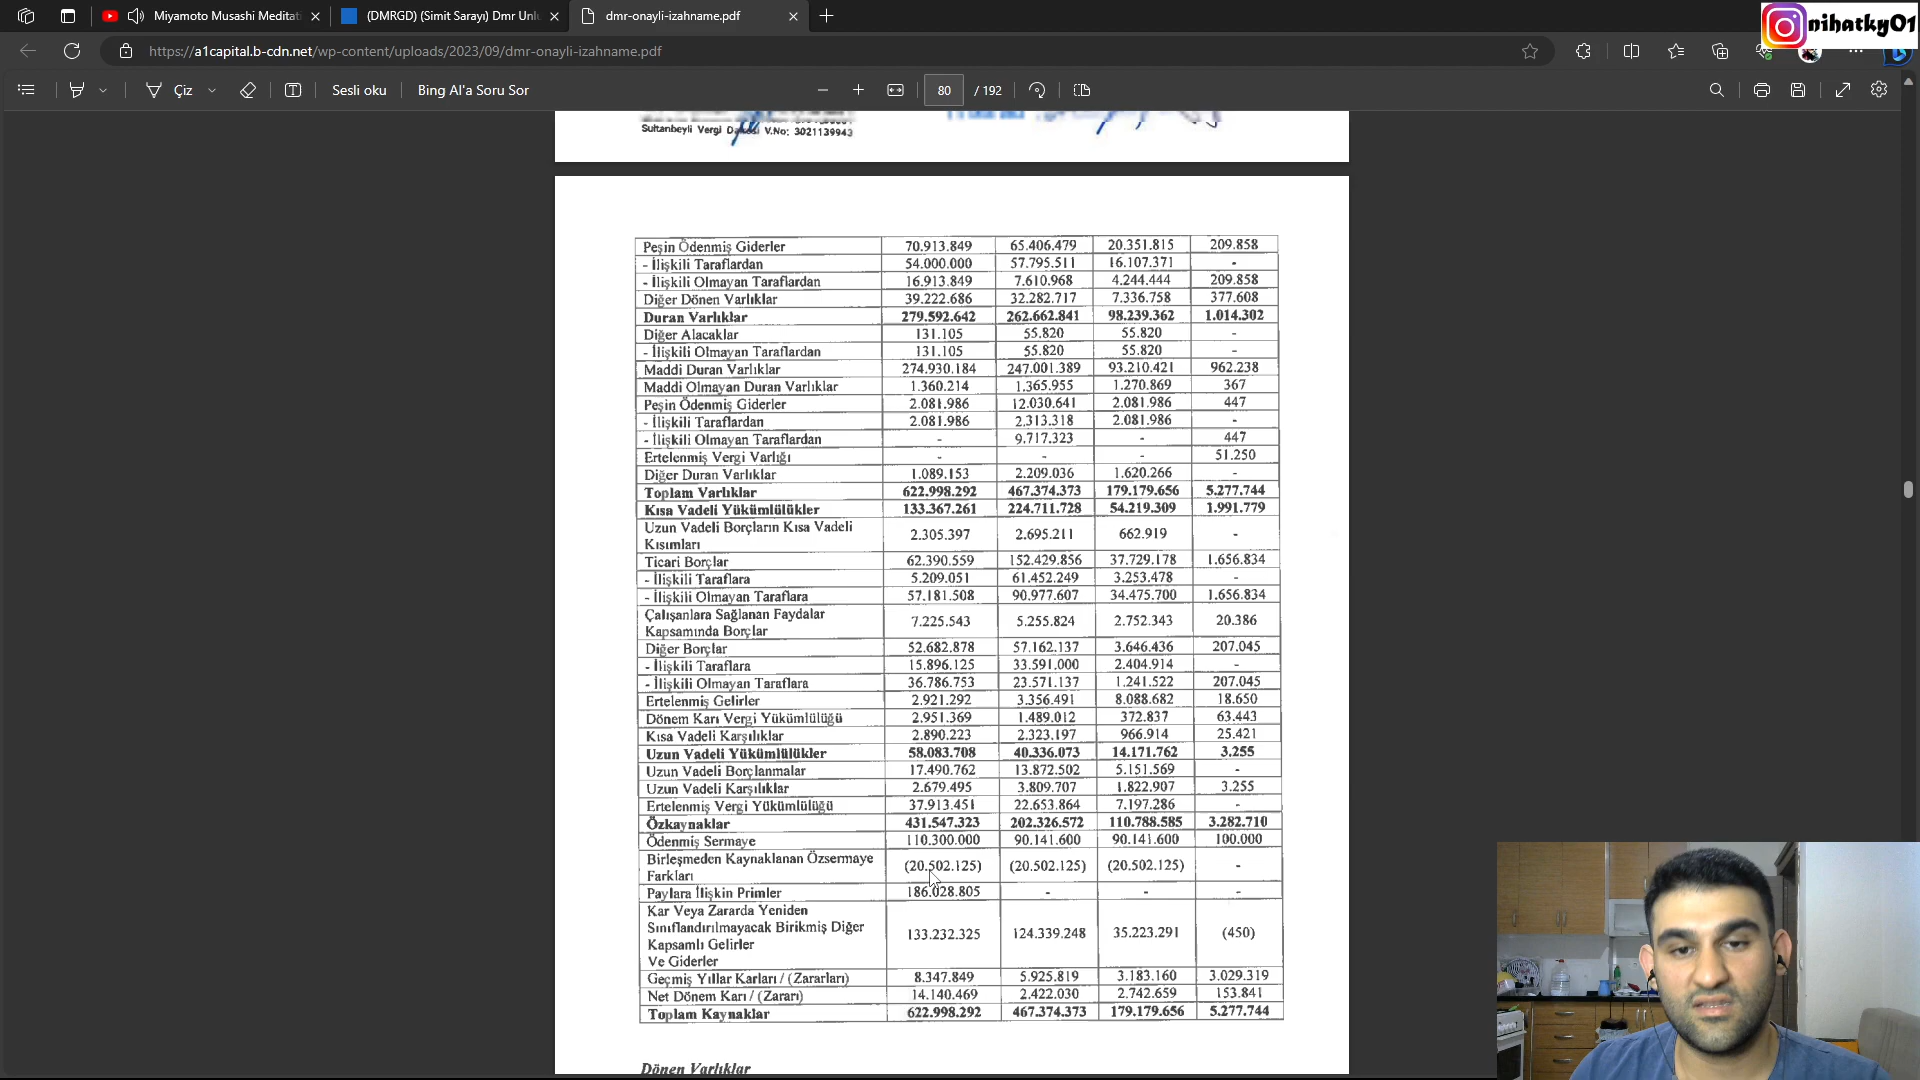 Miyamoto Musashi Meditati
(DMRGD) (Simit Sarayı) Dmr Unlu
dmr-onayli-izahname.pdf
nihatky01
https://a1capital.b-cdn.net/wp-content/uploads/2023/09/dmr-onayli-izahname.pdf
Çiz
Sesli oku
Bing AI'a Soru Sor
80 / 192
Sultanbeyli Vergi Dairesi V.No: 3021139943
Peşin Ödenmiş Giderler 70.913.849 65.406.479 20.351.815 209.858
- İlişkili Taraflardan 54.000.000 57.795.511 16.107.371 -
- İlişkili Olmayan Taraflardan 16.913.849 7.610.968 4.244.444 209.858
Diğer Dönen Varlıklar 39.222.686 32.282.717 7.336.758 377.608
Duran Varlıklar 279.592.642 262.662.841 98.239.362 1.014.302
Diğer Alacaklar 131.105 55.820 55.820 -
- İlişkili Olmayan Taraflardan 131.105 55.820 55.820 -
Maddi Duran Varlıklar 274.930.184 247.001.389 93.210.421 962.238
Maddi Olmayan Duran Varlıklar 1.360.214 1.365.955 1.270.869 367
Peşin Ödenmiş Giderler 2.081.986 12.030.641 2.081.986 447
- İlişkili Taraflardan 2.081.986 2.313.318 2.081.986 -
- İlişkili Olmayan Taraflardan - 9.717.323 - 447
Ertelenmiş Vergi Varlığı - - - 51.250
Diğer Duran Varlıklar 1.089.153 2.209.036 1.620.266 -
Toplam Varlıklar 622.998.292 467.374.373 179.179.656 5.277.744
Kısa Vadeli Yükümlülükler 133.367.261 224.711.728 54.219.309 1.991.779
Uzun Vadeli Borçların Kısa Vadeli
Kısımları 2.305.397 2.695.211 662.919 -
Ticari Borçlar 62.390.559 152.429.856 37.729.178 1.656.834
- İlişkili Taraflara 5.209.051 61.452.249 3.253.478 -
- İlişkili Olmayan Taraflara 57.181.508 90.977.607 34.475.700 1.656.834
Çalışanlara Sağlanan Faydalar
Kapsamında Borçlar 7.225.543 5.255.824 2.752.343 20.386
Diğer Borçlar 52.682.878 57.162.137 3.646.436 207.045
- İlişkili Taraflara 15.896.125 33.591.000 2.404.914 -
- İlişkili Olmayan Taraflara 36.786.753 23.571.137 1.241.522 207.045
Ertelenmiş Gelirler 2.921.292 3.356.491 8.088.682 18.650
Dönem Karı Vergi Yükümlülüğü 2.951.369 1.489.012 372.837 63.443
Kısa Vadeli Karşılıklar 2.890.223 2.323.197 966.914 25.421
Uzun Vadeli Yükümlülükler 58.083.708 40.336.073 14.171.762 3.255
Uzun Vadeli Borçlanmalar 17.490.762 13.872.502 5.151.569 -
Uzun Vadeli Karşılıklar 2.679.495 3.809.707 1.822.907 3.255
Ertelenmiş Vergi Yükümlülüğü 37.913.451 22.653.864 7.197.286 -
Özkaynaklar 431.547.323 202.326.572 110.788.585 3.282.710
Ödenmiş Sermaye 110.300.000 90.141.600 90.141.600 100.000
Birleşmeden Kaynaklanan Özsermaye
Farkları (20.502.125) (20.502.125) (20.502.125) -
Paylara İlişkin Primler 186.028.805 - - -
Kar Veya Zararda Yeniden
Sınıflandırılmayacak Birikmiş Diğer
Kapsamlı Gelirler
Ve Giderler 133.232.325 124.339.248 35.223.291 (450)
Geçmiş Yıllar Karları / (Zararları) 8.347.849 5.925.819 3.183.160 3.029.319
Net Dönem Karı / (Zararı) 14.140.469 2.422.030 2.742.659 153.841
Toplam Kaynaklar 622.998.292 467.374.373 179.179.656 5.277.744
Dönen Varlıklar